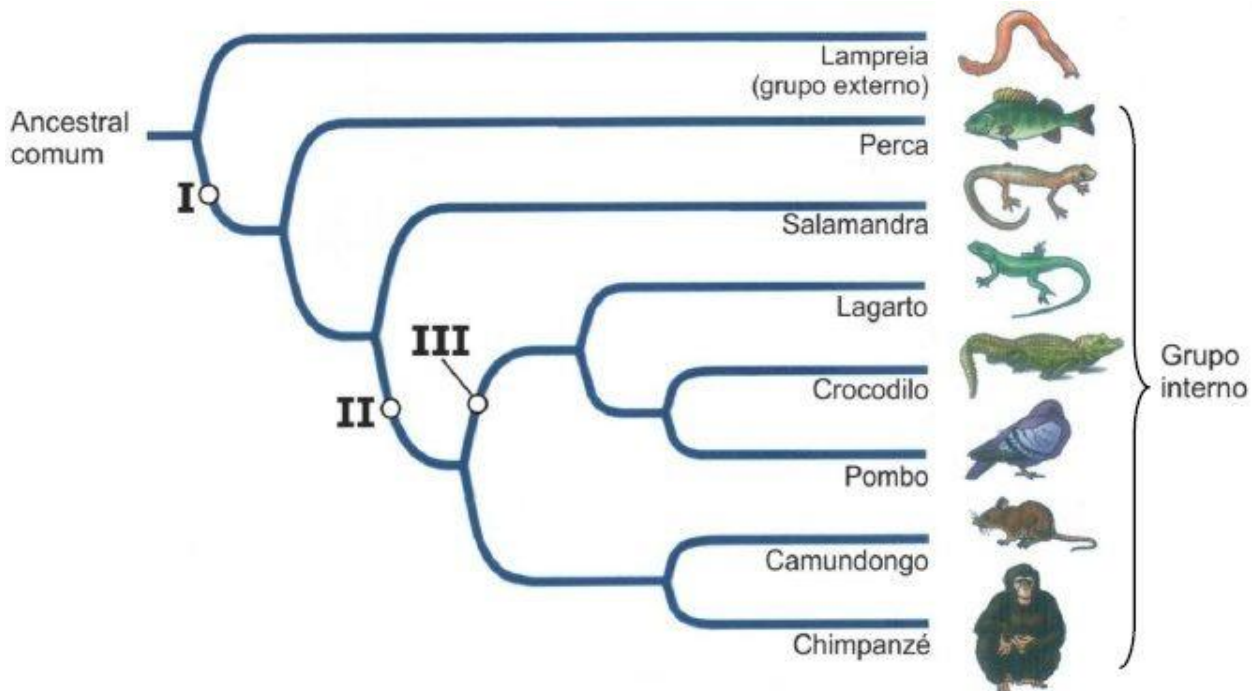 Lampreia
(grupo externo)
Ancestral
comum
Perca
I
Salamandra
Lagarto
III
Grupo
interno
Crocodilo
II
Pombo
Camundongo
Chimpanzé